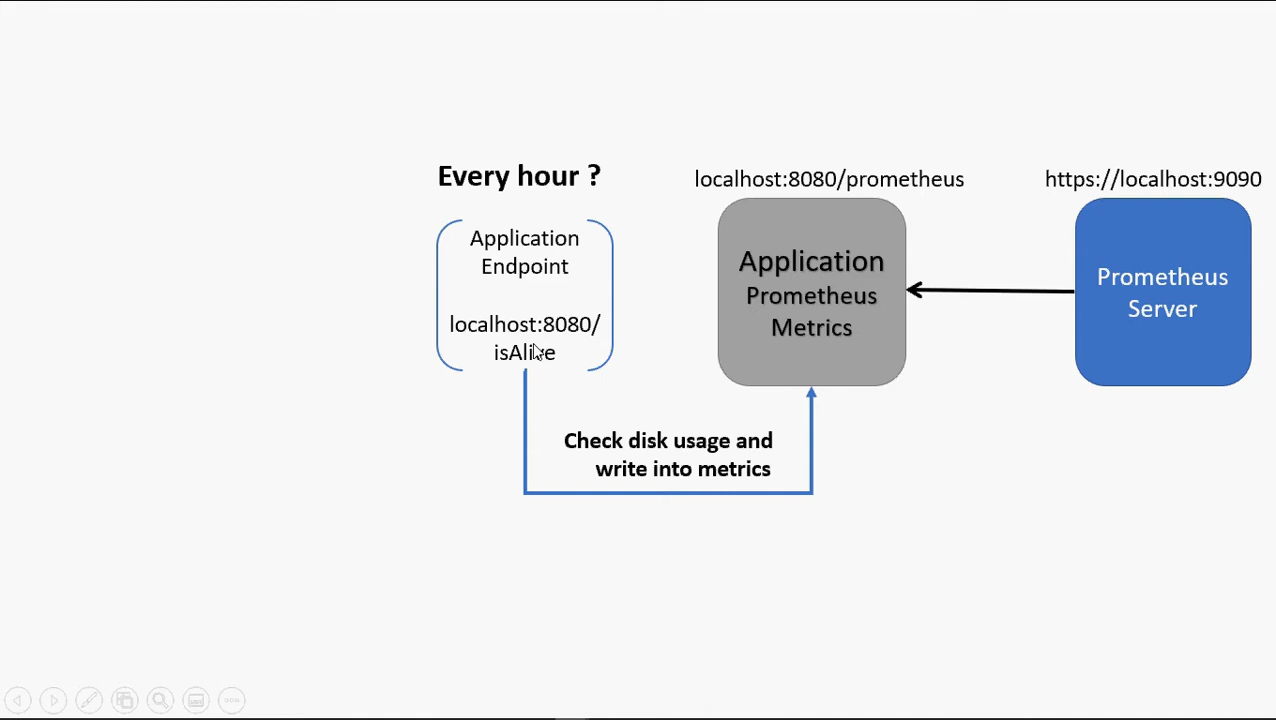 Every hour ?
Application
Endpoint
localhost:8080/
isAlive
localhost:8080/prometheus
Application
Prometheus
Metrics
https://localhost:9090
Prometheus
Server
Check disk usage and
write into metrics